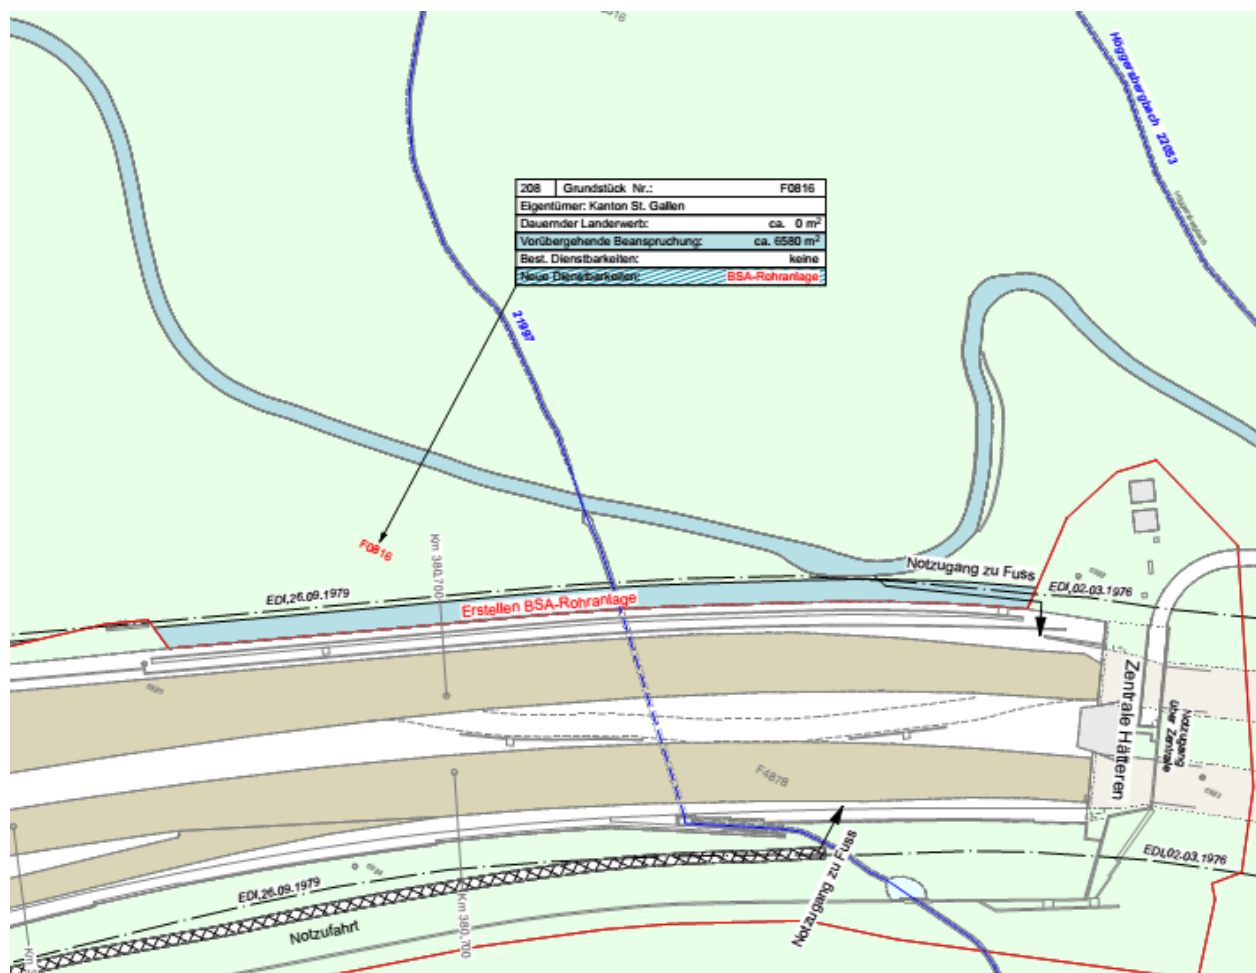 Höggersbergbach 22053
208 Grundstück Nr.: F0816
Eigentümer: Kanton St. Gallen
Dauernder Landerwerb: ca. 0 m²
Vorübergehende Beanspruchung: ca. 6580 m²
Best. Dienstbarkeiten: keine
Neue Dienstbarkeiten: BSA-Rohranlage
21997
F0816
Km 380,700
Notzugang zu Fuss
EDI,26.09.1979
EDI,02-03.1976
Erstellen BSA-Rohranlage
Zentrale Hätteren
Notzugang
über Zentrale
F4878
Notzugang zu Fuss
EDI,02-03.1976
EDI,26.09.1979
Km 380,700
Notzufahrt